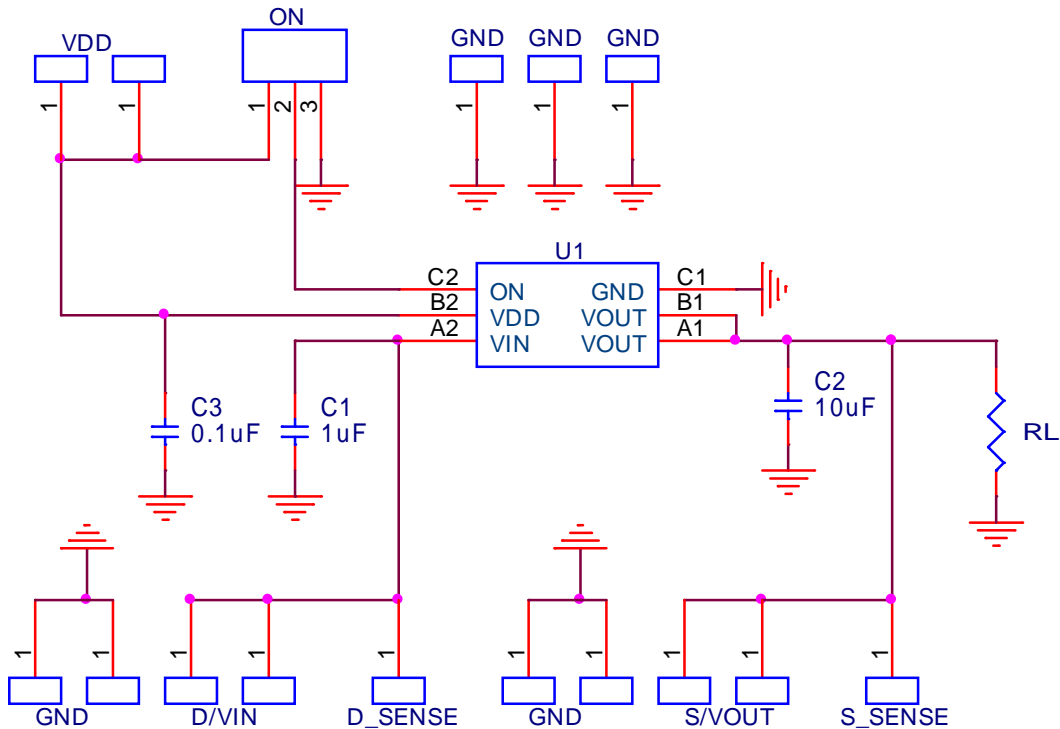 ON
VDD
GND GND GND
1 1 1 2 3 1 1 1
U1
C2 ON GND C1
B2 VDD VOUT B1
A2 VIN VOUT A1
C3
0.1uF
C1
1uF
C2
10uF
RL
1 1 1 1 1 1 1 1 1 1
GND D/VIN D_SENSE GND S/VOUT S_SENSE